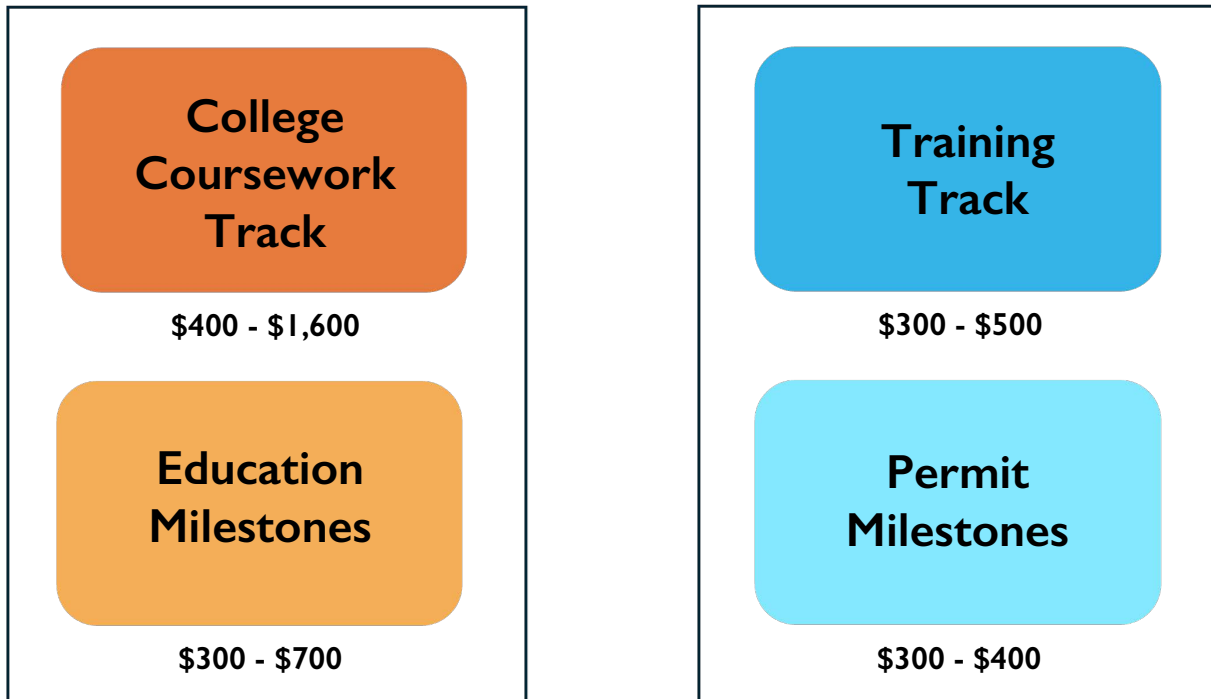 College
Coursework
Track
$400 - $1,600
Education
Milestones
$300 - $700
Training
Track
$300 - $500
Permit
Milestones
$300 - $400